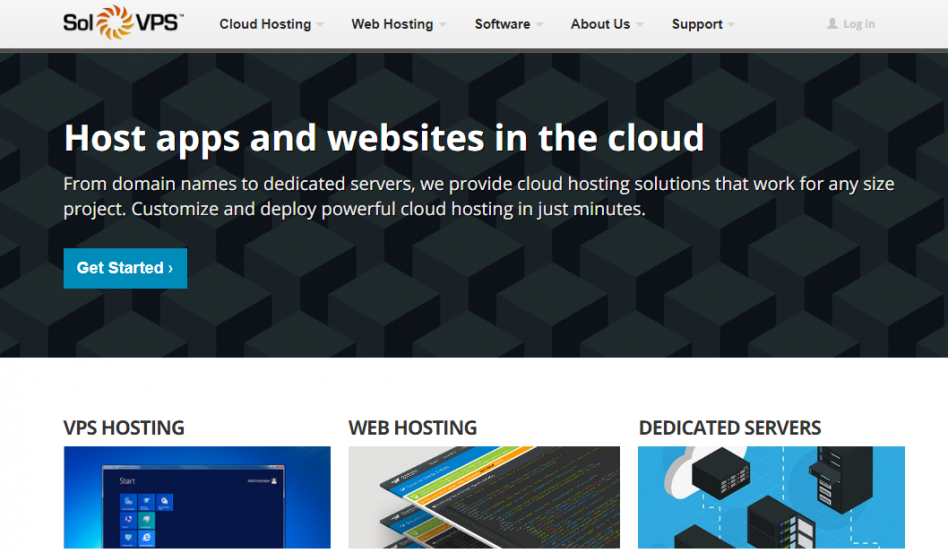 Sol VPS™
Cloud Hosting Web Hosting Software About Us Support Log In
Host apps and websites in the cloud
From domain names to dedicated servers, we provide cloud hosting solutions that work for any size
project. Customize and deploy powerful cloud hosting in just minutes.
Get Started ›
VPS HOSTING WEB HOSTING DEDICATED SERVERS
Start